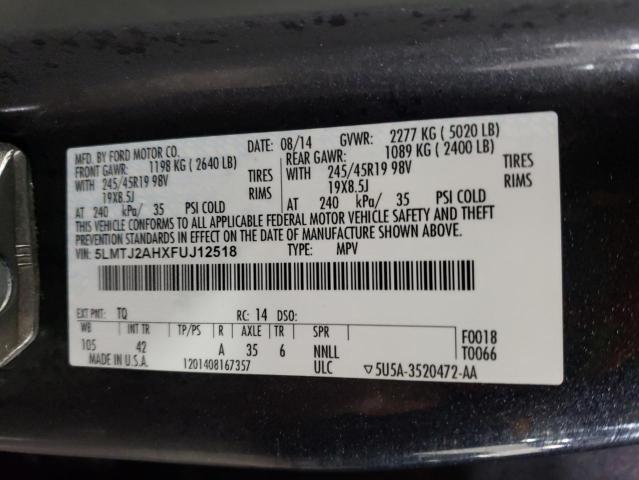 MFD. BY FORD MOTOR CO.
DATE: 08/14 GVWR: 2277 KG ( 5020 LB)
FRONT GAWR: 1198 KG ( 2640 LB) REAR GAWR: 1089 KG ( 2400 LB)
WITH 245/45R19 98V TIRES WITH 245/45R19 98V TIRES
19X8.5J RIMS 19X8.5J RIMS
AT 240 kPa/ 35 PSI COLD AT 240 kPa/ 35 PSI COLD
THIS VEHICLE CONFORMS TO ALL APPLICABLE FEDERAL MOTOR VEHICLE SAFETY AND THEFT
PREVENTION STANDARDS IN EFFECT ON THE DATE OF MANUFACTURE SHOWN ABOVE.
VIN: 5LMTJ2AHXFUJ12518 TYPE: MPV
EXT PNT: TQ RC: 14 DSO:
WB INT TR TP/PS R AXLE TR SPR F0018
105 42 A 35 6 NNLL T0066
MADE IN U.S.A. 1201408167357 ULC ▽5U5A-3520472-AA